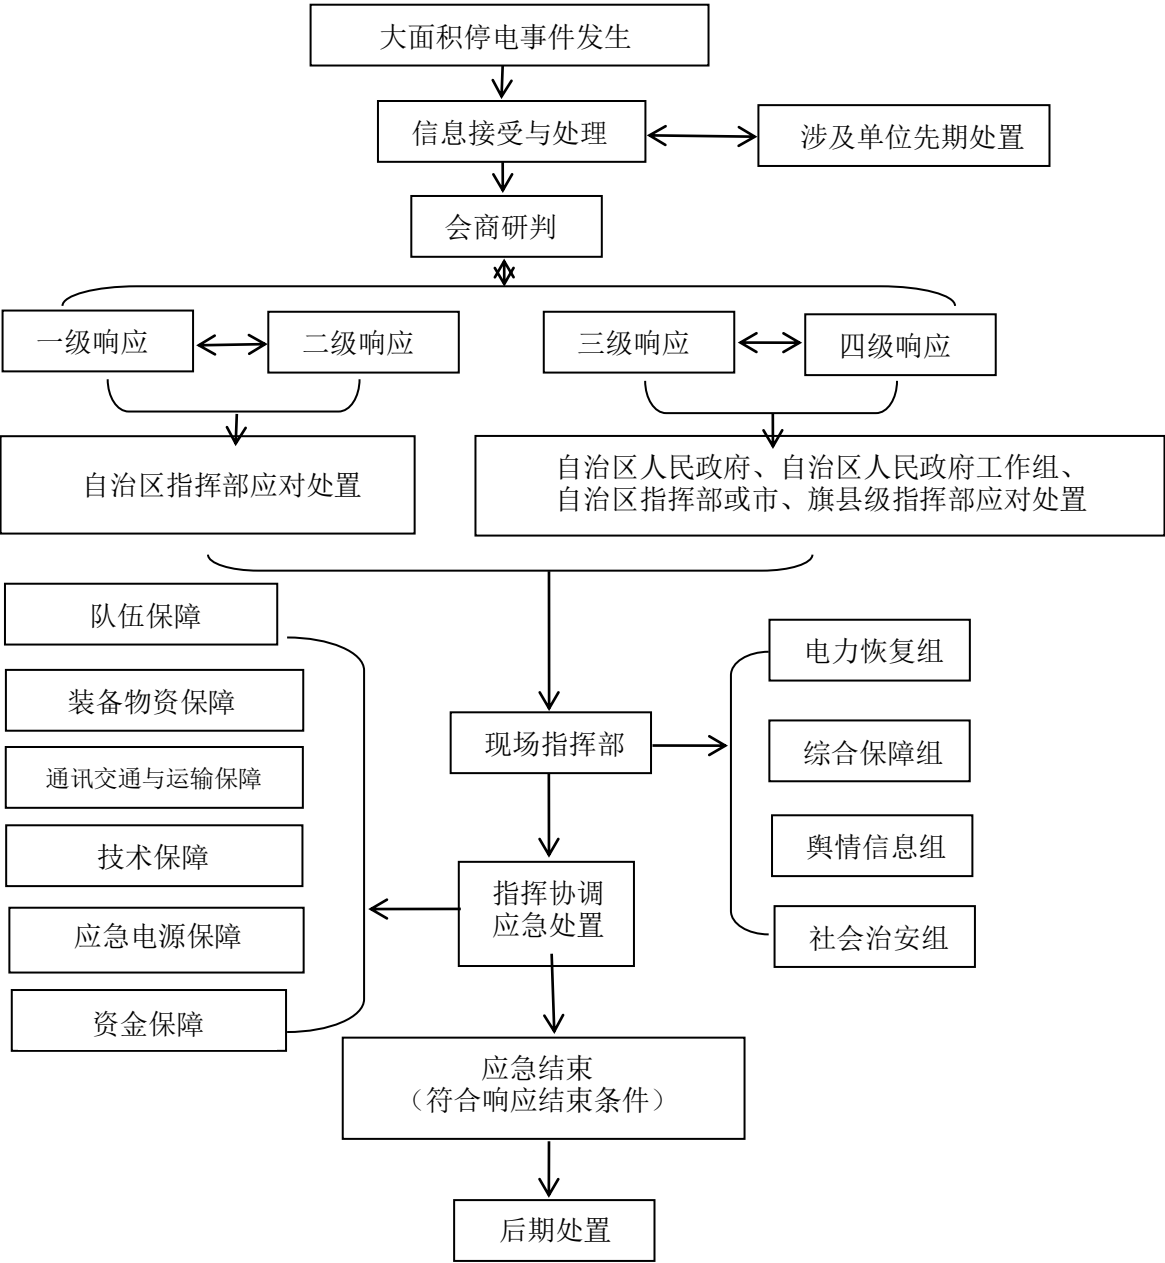 大面积停电事件发生
信息接受与处理
涉及单位先期处置
会商研判
一级响应
二级响应
三级响应
四级响应
自治区指挥部应对处置
自治区人民政府、自治区人民政府工作组、
自治区指挥部或市、旗县级指挥部应对处置
队伍保障
装备物资保障
通讯交通与运输保障
技术保障
应急电源保障
资金保障
现场指挥部
电力恢复组
综合保障组
舆情信息组
社会治安组
指挥协调
应急处置
应急结束
（符合响应结束条件）
后期处置